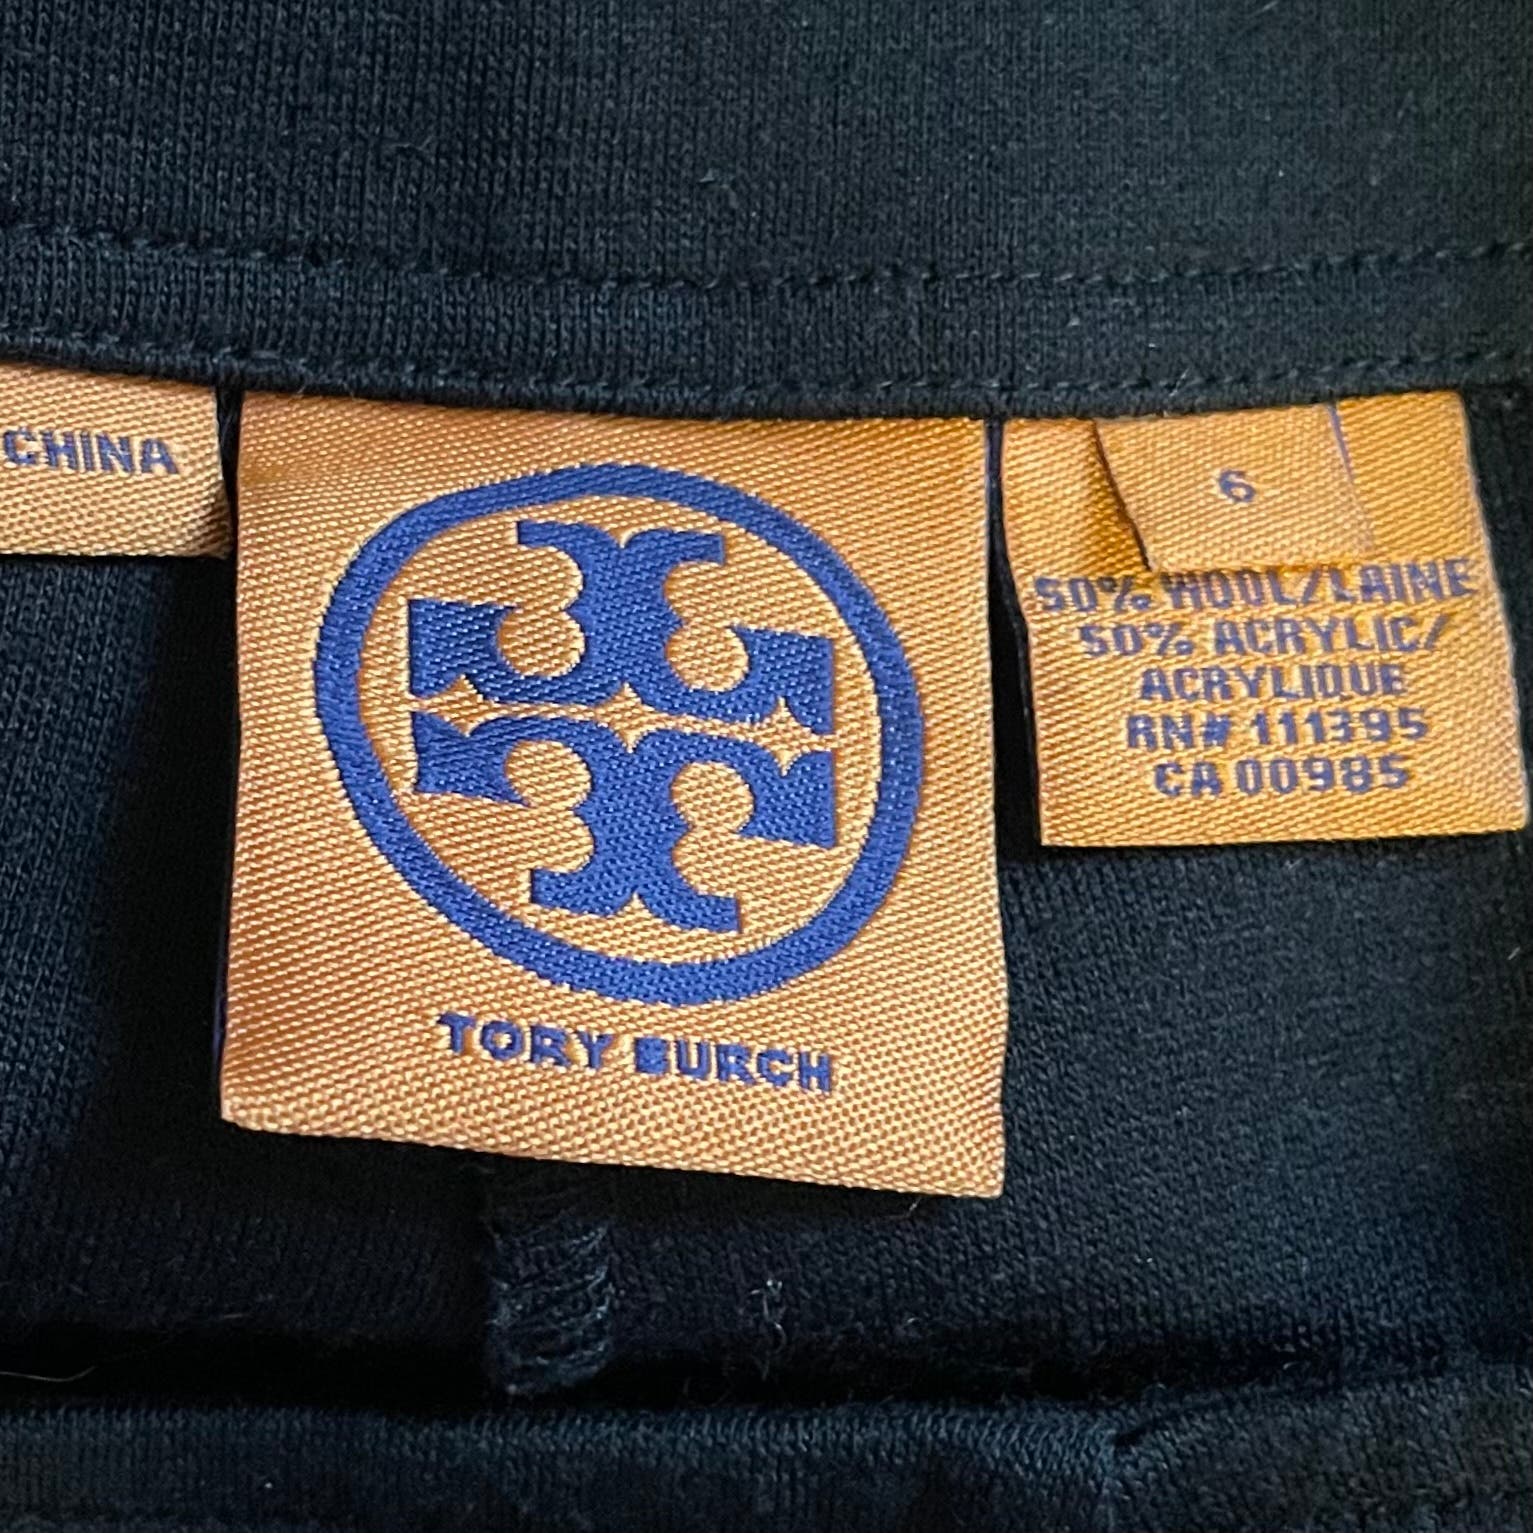 CHINA
TORY BURCH
6
50% WOOL/LAINE
50% ACRYLIC/
ACRYLIQUE
RN# 111395
CA 00985